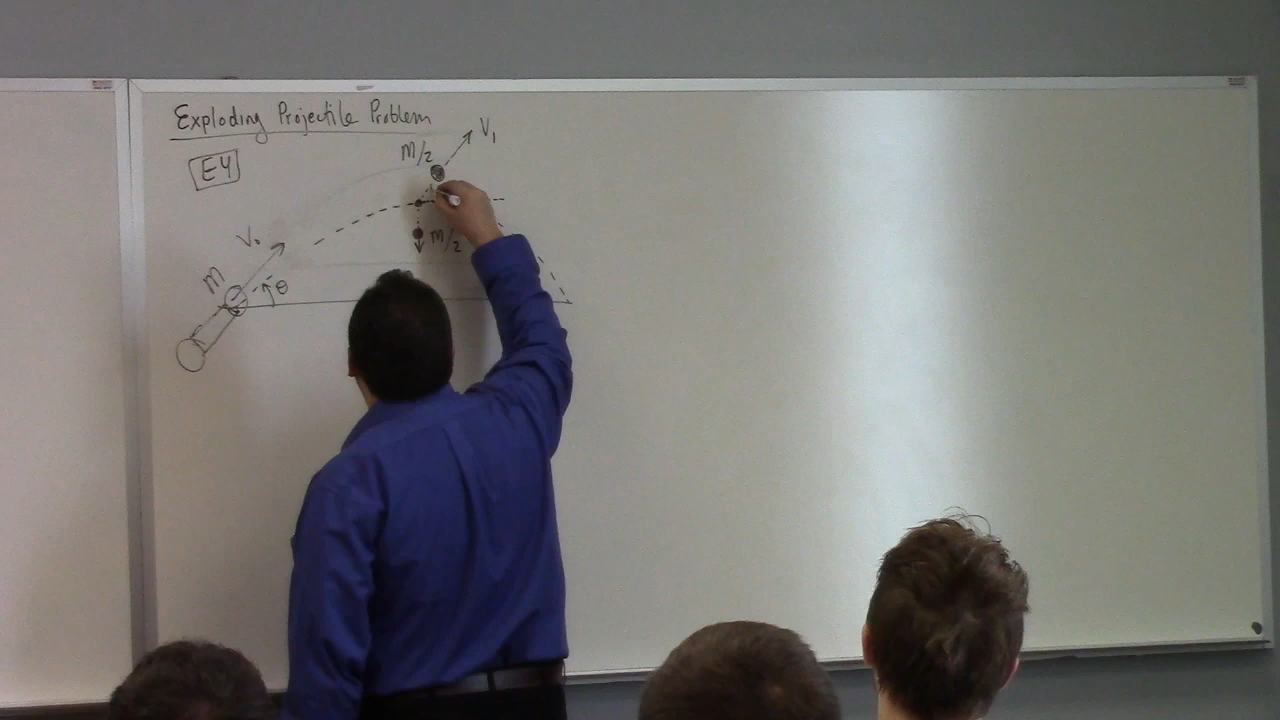 Exploding Projectile Problem
E4
M/2
V₁
M/2
V₀
M
θ